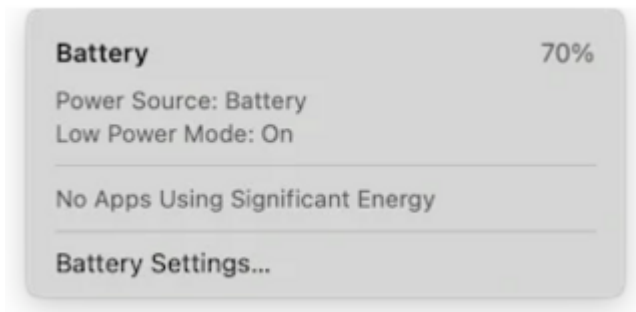 Battery 70%
Power Source: Battery
Low Power Mode: On
No Apps Using Significant Energy
Battery Settings...